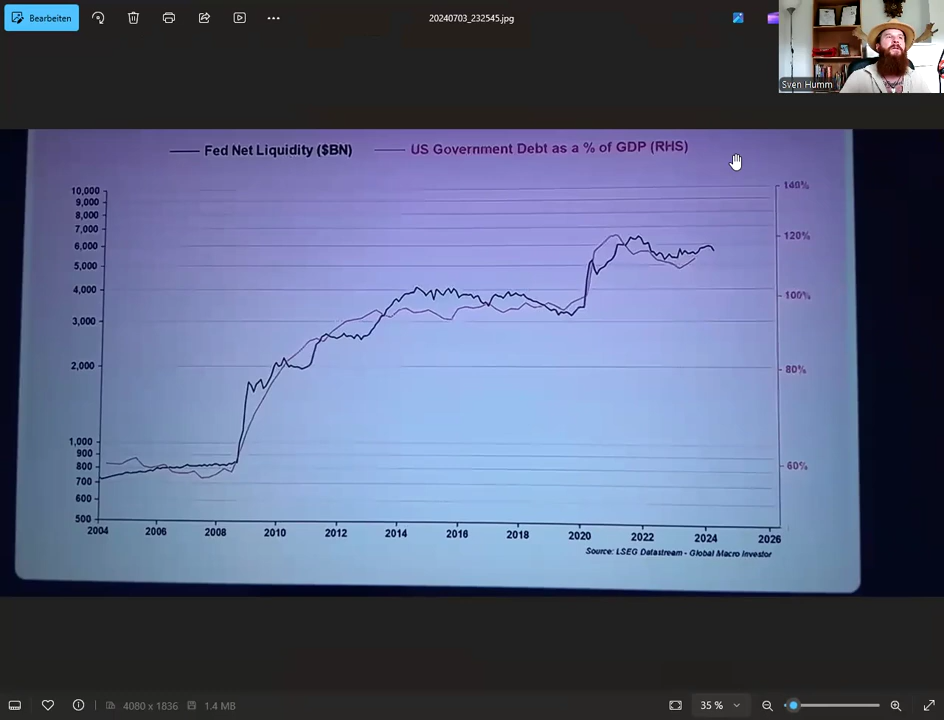 Bearbeiten
20240703_232545.jpg
Sven Humm
Fed Net Liquidity ($BN)
US Government Debt as a % of GDP (RHS)
10,000
9,000
8,000
7,000
6,000
5,000
4,000
3,000
2,000
1,000
900
800
700
600
500
140%
120%
100%
80%
60%
2004 2006 2008 2010 2012 2014 2016 2018 2020 2022 2024 2026
Source: LSEG Datastream - Global Macro Investor
4080 x 1836
1.4 MB
35 %